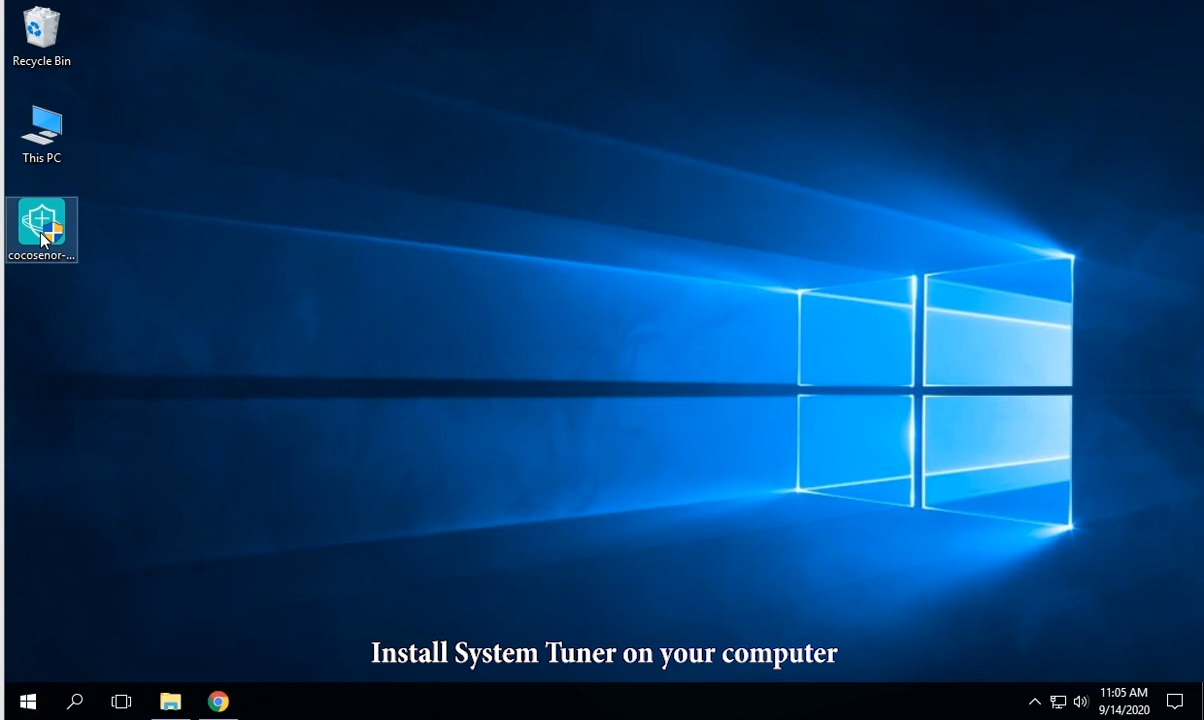 Recycle Bin
This PC
cocosenor-...
Install System Tuner on your computer
11:05 AM
9/14/2020